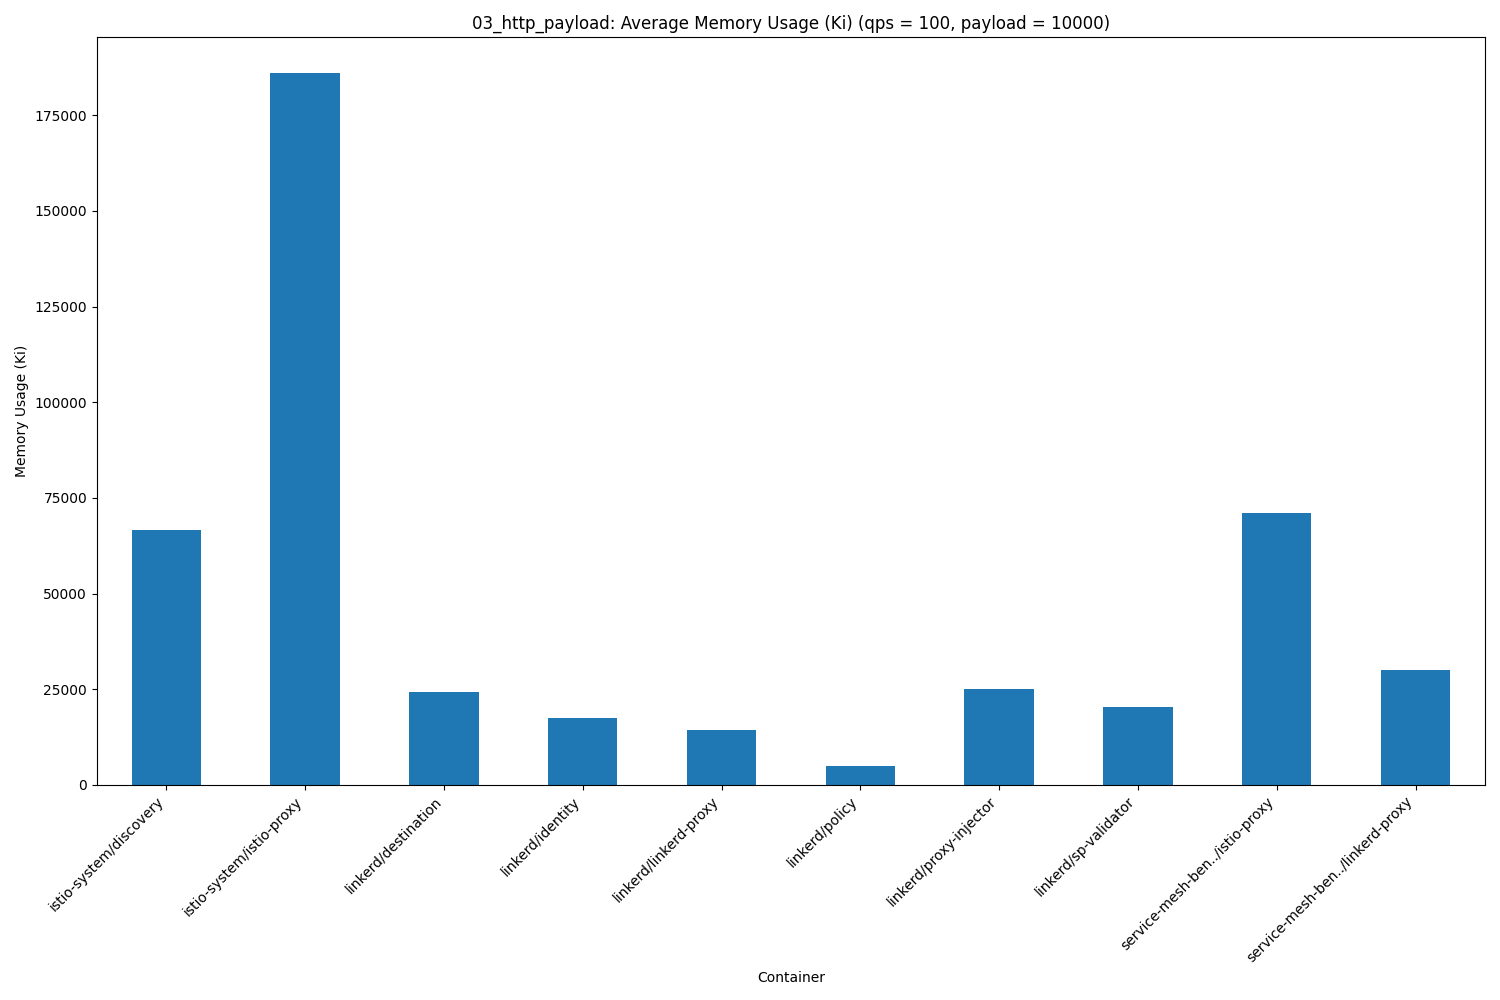 03_http_payload: Average Memory Usage (Ki) (qps = 100, payload = 10000)
Memory Usage (Ki)
175000
150000
125000
100000
75000
50000
25000
0
istio-system/discovery
istio-system/istio-proxy
linkerd/destination
linkerd/identity
linkerd/linkerd-proxy
linkerd/policy
linkerd/proxy-injector
linkerd/sp-validator
service-mesh-ben../istio-proxy
service-mesh-ben../linkerd-proxy
Container